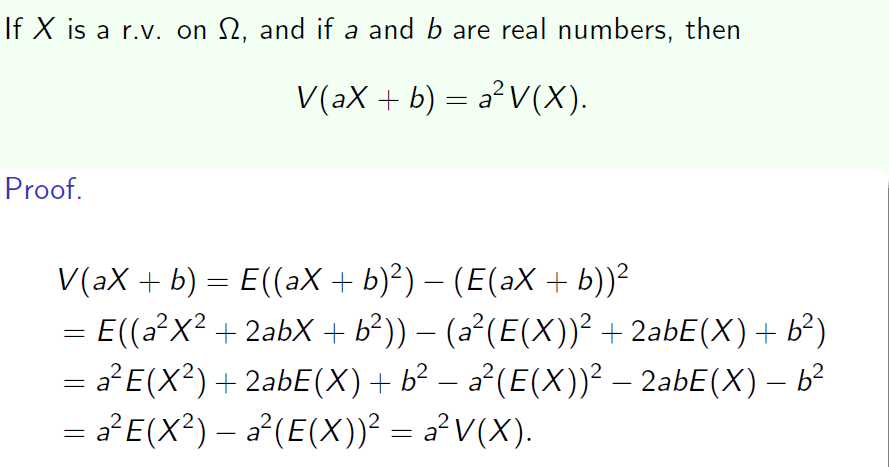 If X is a r.v. on Ω, and if a and b are real numbers, then
V(aX + b) = a²V(X).
Proof.
V(aX + b) = E((aX + b)²) – (E(aX + b))²
= E((a²X² + 2abX + b²)) – (a²(E(X))² + 2abE(X) + b²)
= a²E(X²) + 2abE(X) + b² – a²(E(X))² – 2abE(X) – b²
= a²E(X²) – a²(E(X))² = a²V(X).